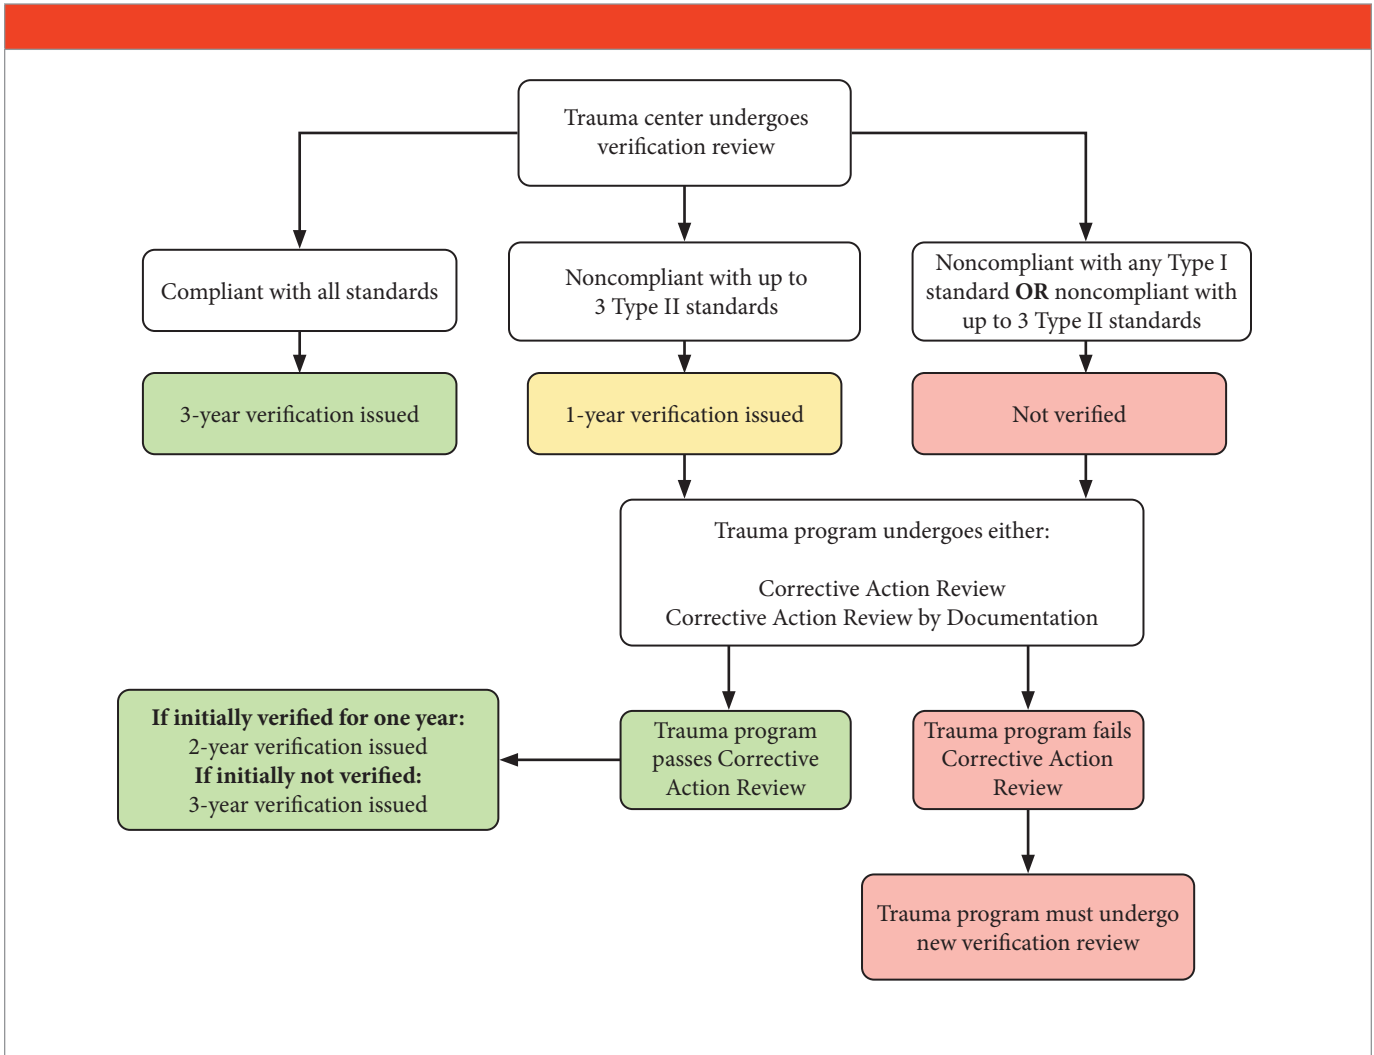 Trauma center undergoes
verification review
Compliant with all standards
Noncompliant with up to
3 Type II standards
Noncompliant with any Type I
standard OR noncompliant with
up to 3 Type II standards
3-year verification issued
1-year verification issued
Not verified
Trauma program undergoes either:
Corrective Action Review
Corrective Action Review by Documentation
If initially verified for one year:
2-year verification issued
If initially not verified:
3-year verification issued
Trauma program
passes Corrective
Action Review
Trauma program fails
Corrective Action
Review
Trauma program must undergo
new verification review